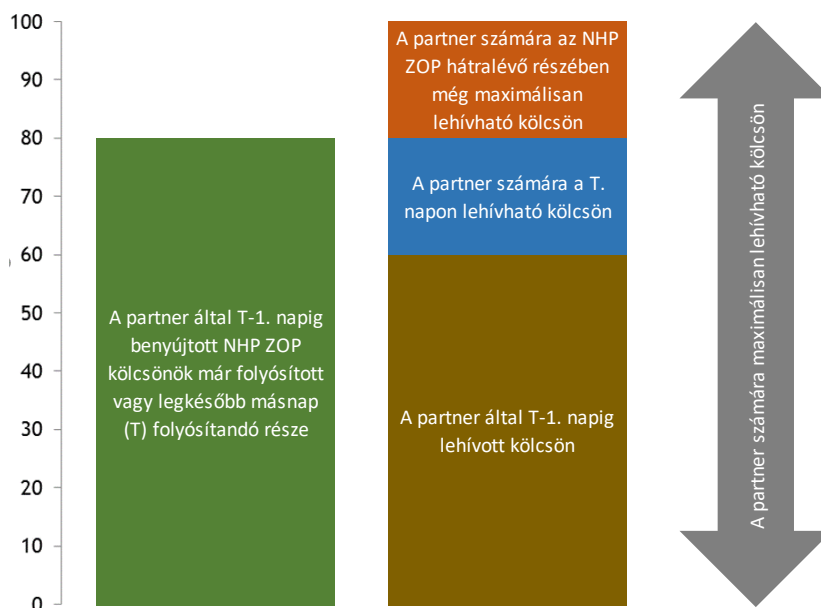 100
90
80
70
60
50
40
30
20
10
0
A partner által T-1. napig
benyújtott NHP ZOP
kölcsönök már folyósított
vagy legkésőbb másnap
(T) folyósítandó része
A partner számára az NHP
ZOP hátralévő részében
még maximálisan
lehívható kölcsön
A partner számára a T.
napon lehívható kölcsön
A partner által T-1. napig
lehívott kölcsön
A partner számára maximálisan lehívható kölcsön